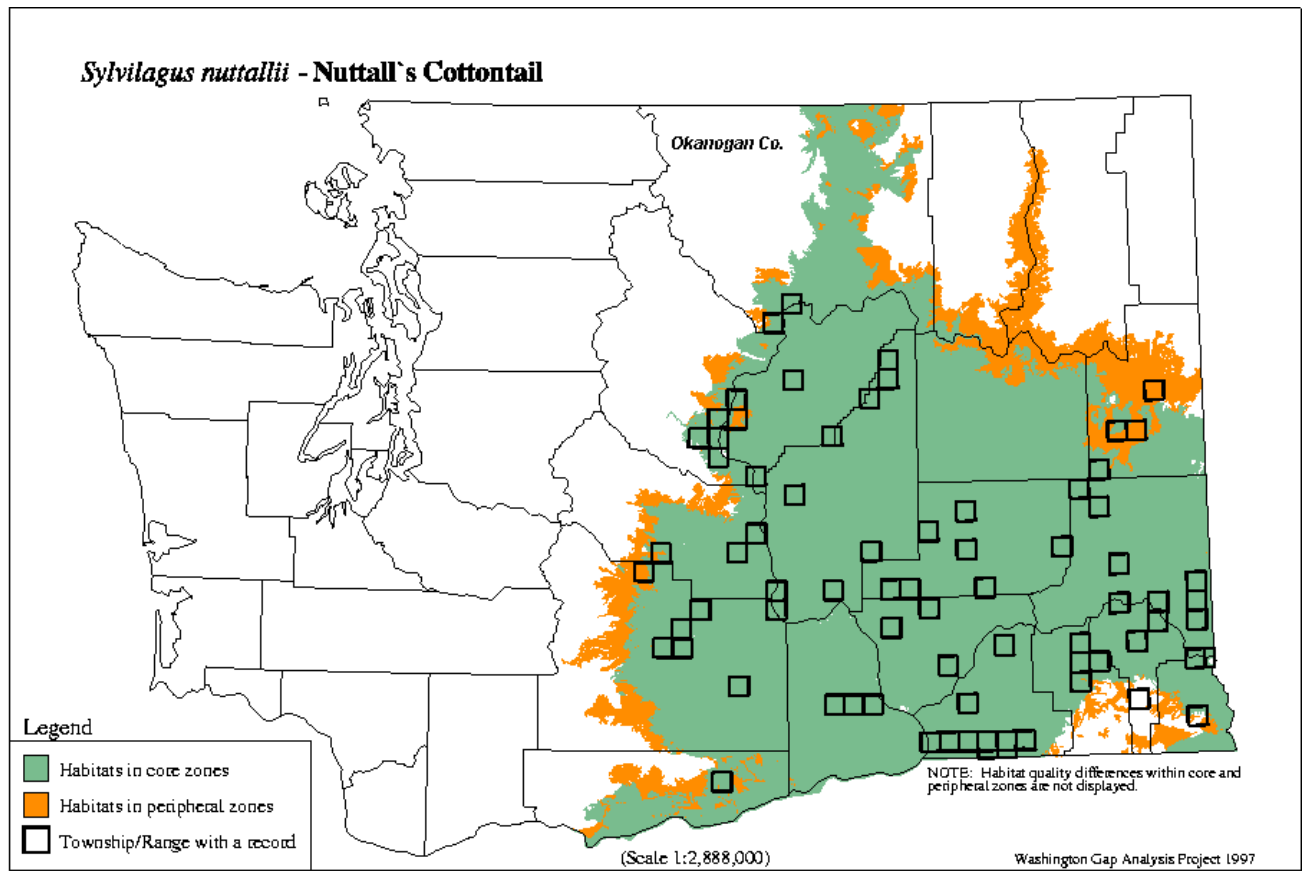 Sylvilagus nuttallii - Nuttall`s Cottontail
Okanogan Co.
Legend
Habitats in core zones
Habitats in peripheral zones
Township/Range with a record
NOTE: Habitat quality differences within core and
peripheral zones are not displayed.
(Scale 1:2,888,000)
Washington Gap Analysis Project 1997